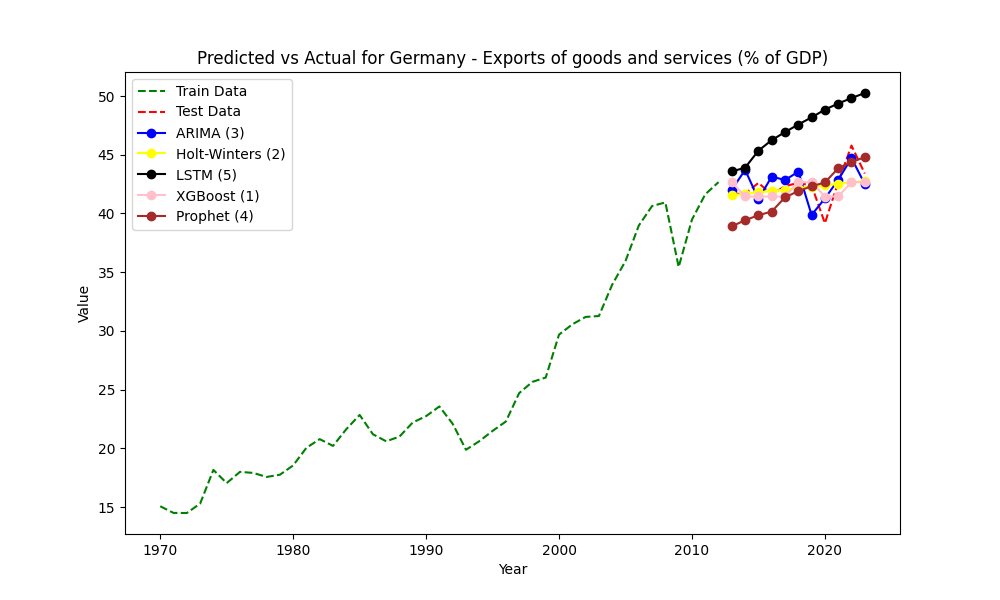 Predicted vs Actual for Germany - Exports of goods and services (% of GDP)
Train Data
Test Data
ARIMA (3)
Holt-Winters (2)
LSTM (5)
XGBoost (1)
Prophet (4)
Value
50
45
40
35
30
25
20
15
1970 1980 1990 2000 2010 2020
Year